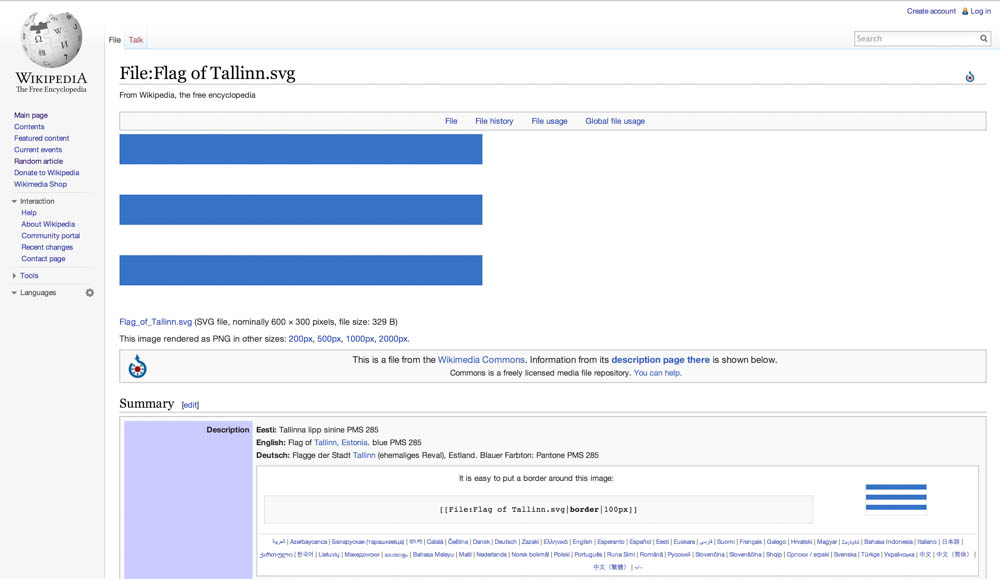 Create account Log in
File Talk
Search
WIKIPEDIA
The Free Encyclopedia
Main page
Contents
Featured content
Current events
Random article
Donate to Wikipedia
Wikimedia Shop
Interaction
Help
About Wikipedia
Community portal
Recent changes
Contact page
Tools
Languages
File:Flag of Tallinn.svg
From Wikipedia, the free encyclopedia
File File history File usage Global file usage
Flag_of_Tallinn.svg (SVG file, nominally 600 × 300 pixels, file size: 329 B)
This image rendered as PNG in other sizes: 200px, 500px, 1000px, 2000px.
This is a file from the Wikimedia Commons. Information from its description page there is shown below.
Commons is a freely licensed media file repository. You can help.
Summary [edit]
Description Eesti: Tallinna lipp sinine PMS 285
English: Flag of Tallinn, Estonia. blue PMS 285
Deutsch: Flagge der Stadt Tallinn (ehemaliges Reval), Estland. Blauer Farbton: Pantone PMS 285
It is easy to put a border around this image:
[[File:Flag of Tallinn.svg|border|100px]]
العربية | Azərbaycanca | Беларуская (тарашкевіца) | বাংলা | Català | Čeština | Dansk | Deutsch | Zazaki | Ελληνικά | English | Esperanto | Español | Eesti | Euskara | فارسی | Suomi | Français | Galego | Hrvatski | Magyar | Հայերեն | Bahasa Indonesia | Italiano | 日本語 |
ქართული | 한국어 | Lietuvių | Македонски | മലയാളം | Bahasa Melayu | Malti | Nederlands | Norsk bokmål | Polski | Português | Runa Simi | Română | Русский | Slovenčina | Slovenščina | Shqip | Српски / srpski | Svenska | Türkçe | Українська | 中文 | 中文（简体） |
中文（繁體） | +/-